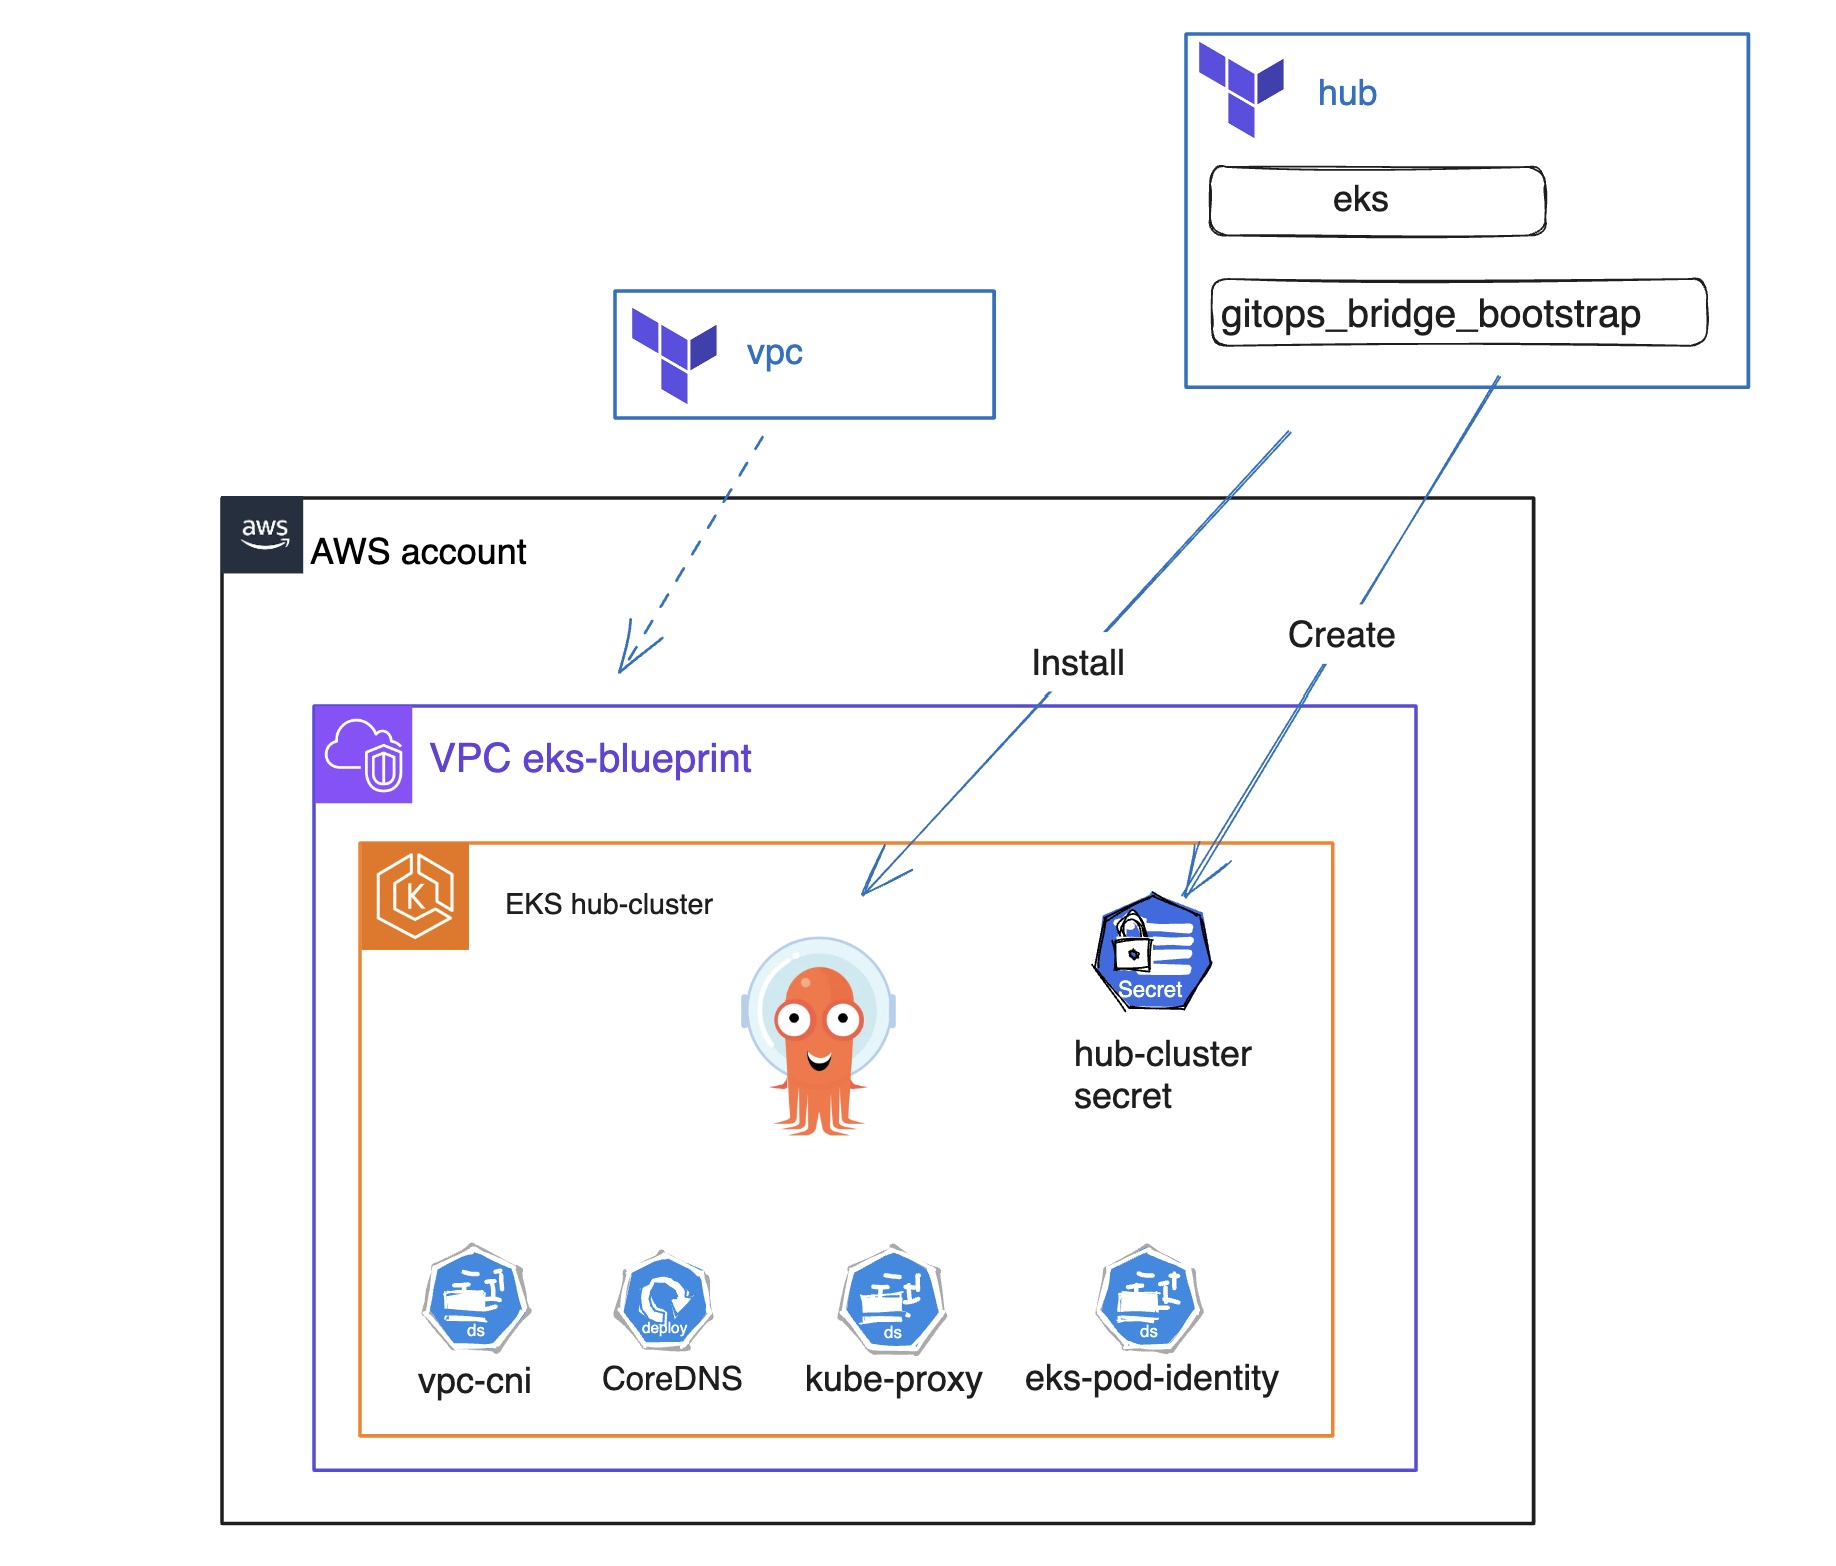 hub
eks
gitops_bridge_bootstrap
vpc
aws
AWS account
Install
Create
VPC eks-blueprint
K
EKS hub-cluster
Secret
hub-cluster
secret
ds
deploy
ds
ds
vpc-cni
CoreDNS
kube-proxy
eks-pod-identity